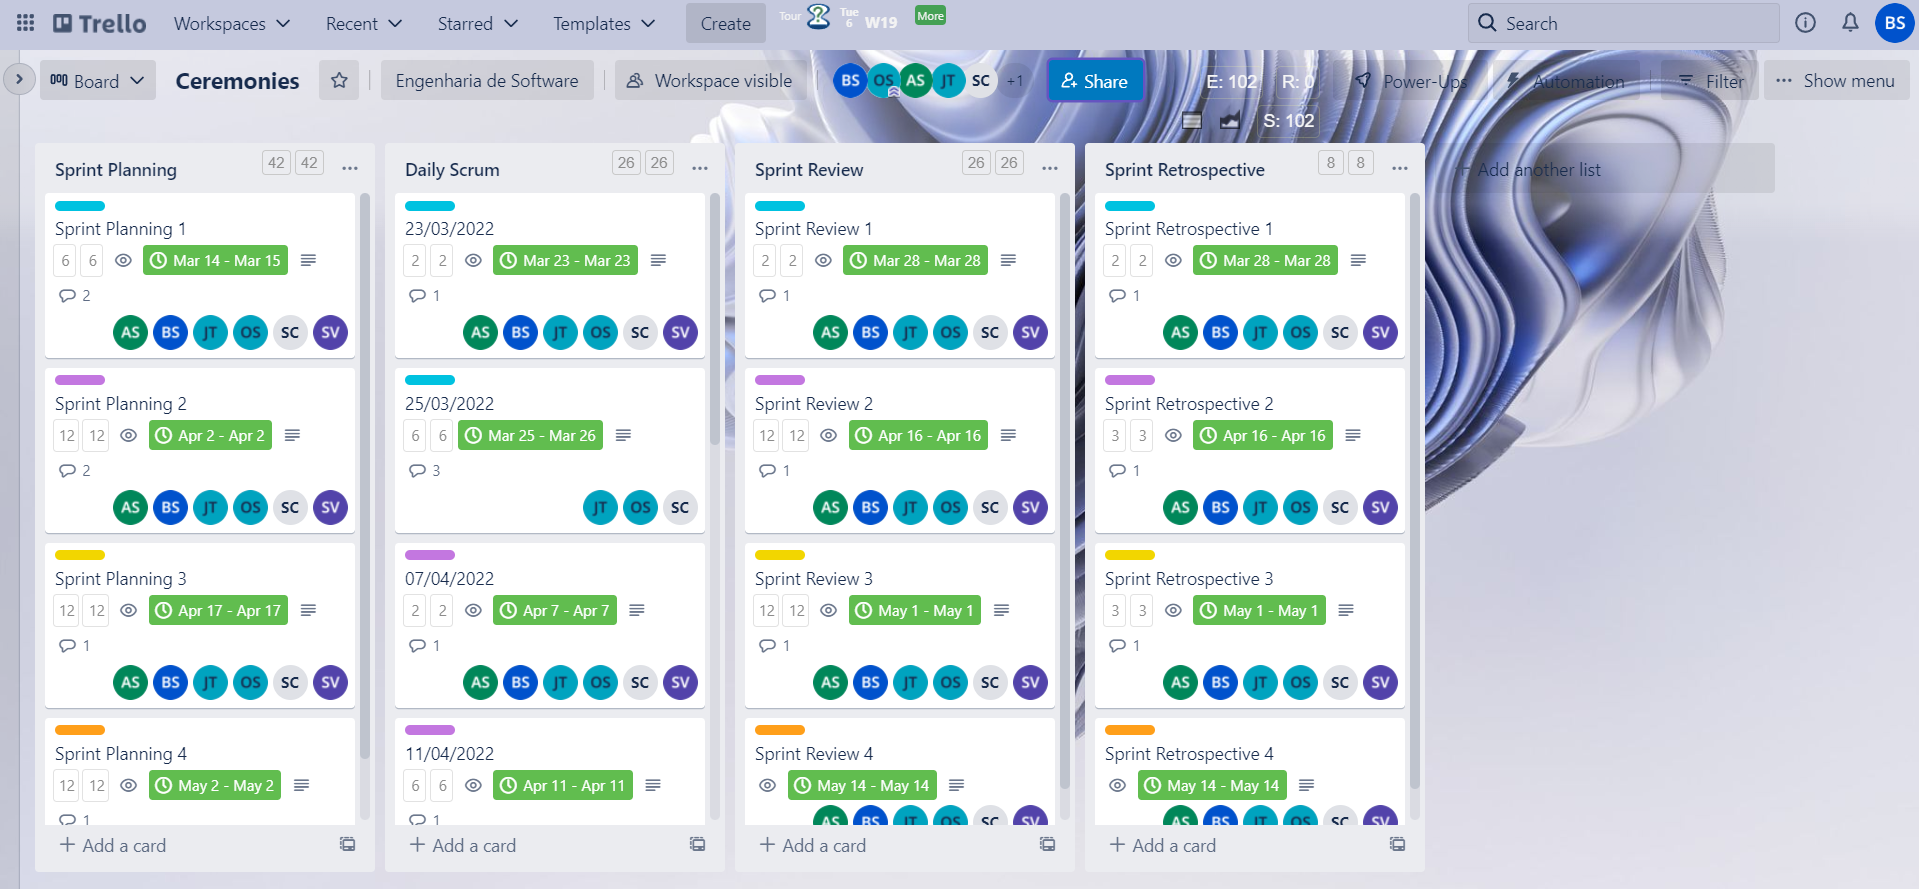 Trello Workspaces Recent Starred Templates Create Tour Tue 6 W19 More Search BS
Board Ceremonies Engenharia de Software Workspace visible BS OS AS JT SC +1 Share E: 102 R: 0 Power-Ups Automation Filter Show menu
S: 102
Sprint Planning 42 42
Sprint Planning 1
6 6 Mar 14 - Mar 15
2
AS BS JT OS SC SV
Sprint Planning 2
12 12 Apr 2 - Apr 2
2
AS BS JT OS SC SV
Sprint Planning 3
12 12 Apr 17 - Apr 17
1
AS BS JT OS SC SV
Sprint Planning 4
12 12 May 2 - May 2
1
+ Add a card
Daily Scrum 26 26
23/03/2022
2 2 Mar 23 - Mar 23
1
AS BS JT OS SC SV
25/03/2022
6 6 Mar 25 - Mar 26
3
JT OS SC
07/04/2022
2 2 Apr 7 - Apr 7
1
AS BS JT OS SC SV
11/04/2022
6 6 Apr 11 - Apr 11
1
+ Add a card
Sprint Review 26 26
Sprint Review 1
2 2 Mar 28 - Mar 28
1
AS BS JT OS SC SV
Sprint Review 2
12 12 Apr 16 - Apr 16
1
AS BS JT OS SC SV
Sprint Review 3
12 12 May 1 - May 1
1
AS BS JT OS SC SV
Sprint Review 4
May 14 - May 14
AS BS JT OS SC SV
+ Add a card
Sprint Retrospective 8 8
Sprint Retrospective 1
2 2 Mar 28 - Mar 28
1
AS BS JT OS SC SV
Sprint Retrospective 2
3 3 Apr 16 - Apr 16
1
AS BS JT OS SC SV
Sprint Retrospective 3
3 3 May 1 - May 1
1
AS BS JT OS SC SV
Sprint Retrospective 4
May 14 - May 14
AS BS JT OS SC SV
+ Add a card
+ Add another list